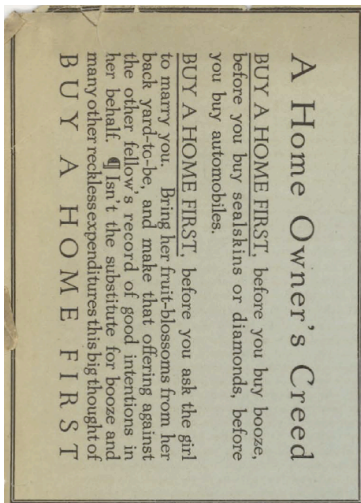 A Home Owner's Creed
BUY A HOME FIRST, before you buy booze,
before you buy sealskins or diamonds, before
you buy automobiles.
BUY A HOME FIRST, before you ask the girl
to marry you. Bring her fruit-blossoms from her
back yard-to-be, and make that offering against
the other fellow's record of good intentions in
her behalf. ¶ Isn't the substitute for booze and
many other reckless expenditures this big thought of
BUY A HOME FIRST